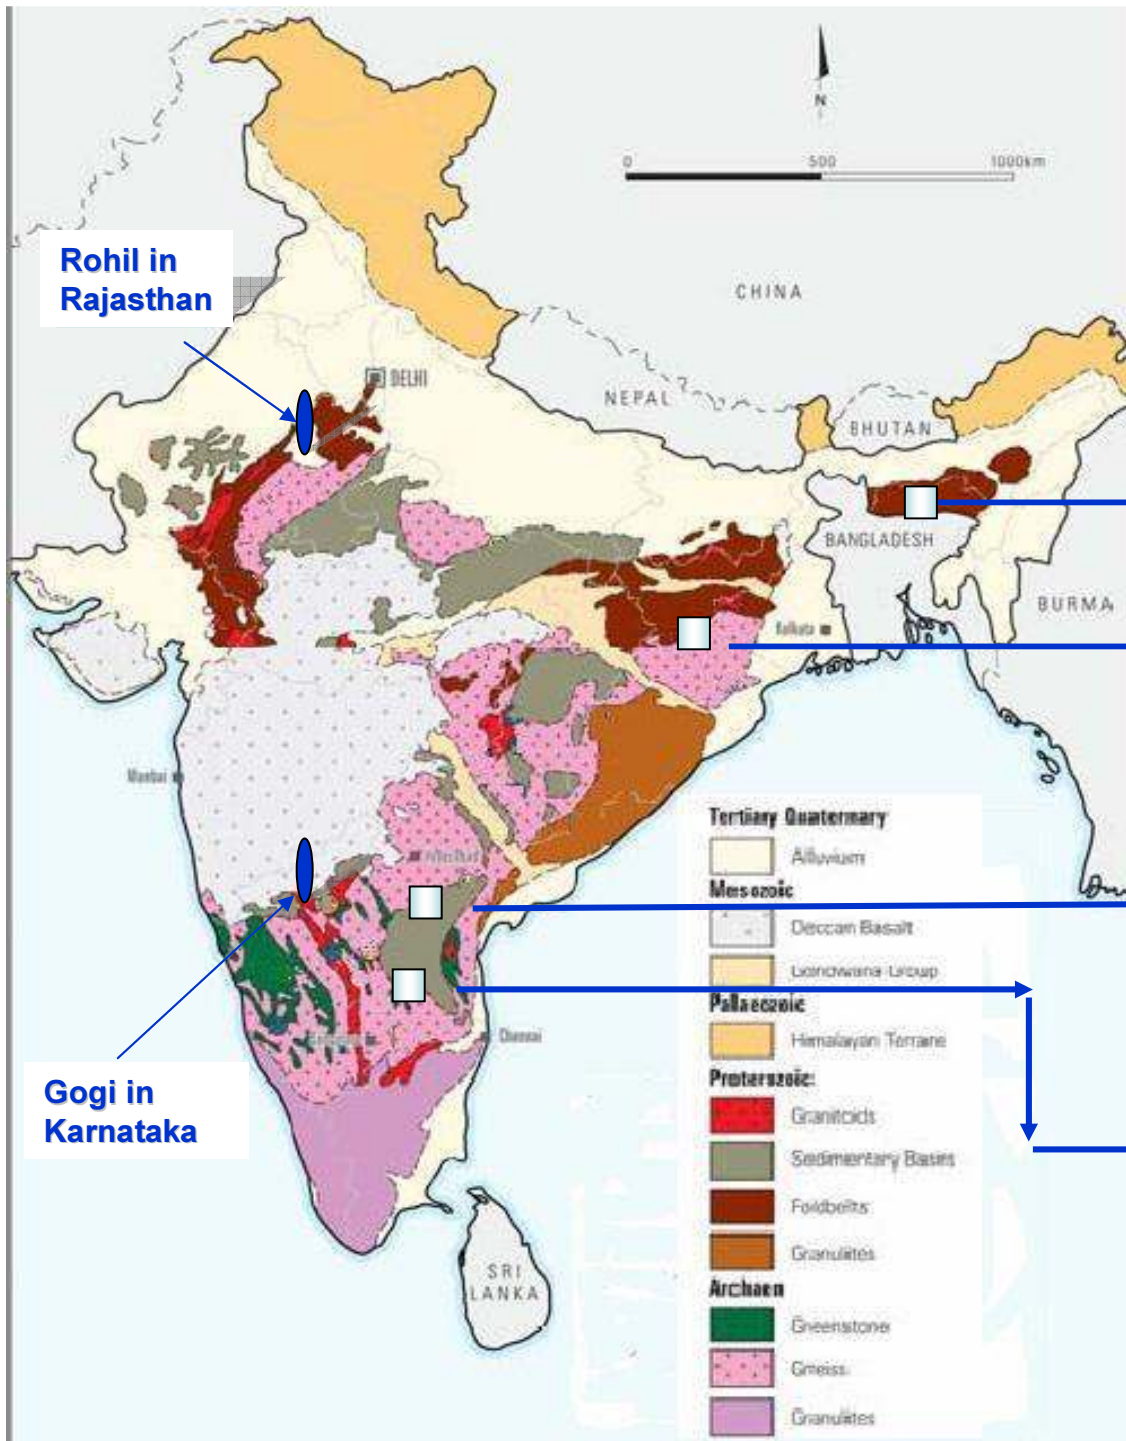 N
0 500 1000km
CHINA
Rohil in
Rajasthan
DELHI
NEPAL
BHUTAN
BANGLADESH
BURMA
Kolkata
Mumbai
Tertiary Quaternary
Alluvium
Mesozoic
Deccan Basalt
Gondwana Group
Pallaeczoic
Himalayan Terrane
Chennai
Gogi in
Karnataka
Proterozoic:
Granitoids
Sedimentary Basins
Foldbelts
Granulites
Archaen
Greenstone
Gneiss
Granulites
SRI
LANKA